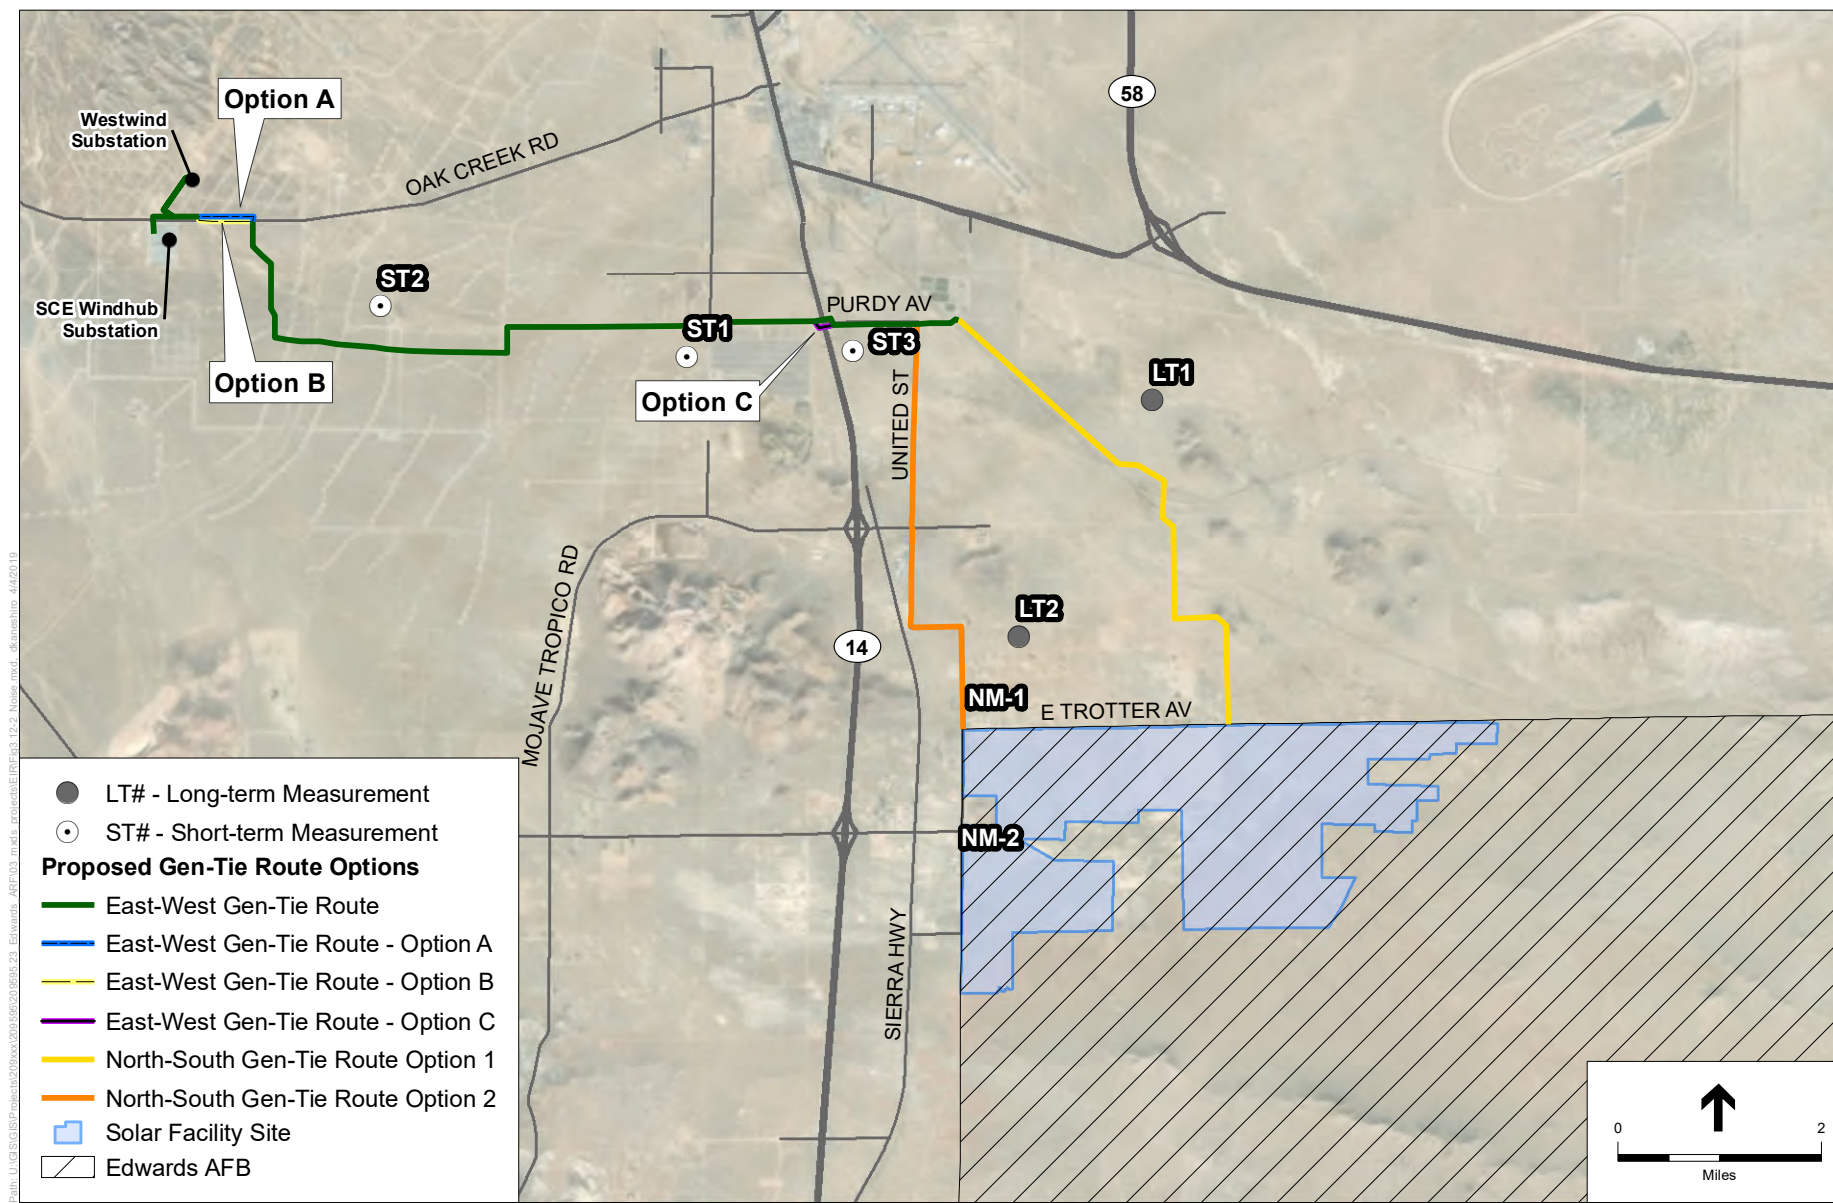 Option A
Westwind
Substation
58
OAK CREEK RD
ST2
SCE Windhub
Substation
PURDY AV
ST1
ST3
Option B
Option C
LT1
UNITED ST
MOJAVE TROPICO RD
LT2
14
NM-1
E TROTTER AV
NM-2
SIERRA HWY
LT# - Long-term Measurement
ST# - Short-term Measurement
Proposed Gen-Tie Route Options
East-West Gen-Tie Route
East-West Gen-Tie Route - Option A
East-West Gen-Tie Route - Option B
East-West Gen-Tie Route - Option C
North-South Gen-Tie Route Option 1
North-South Gen-Tie Route Option 2
Solar Facility Site
Edwards AFB
0 2
Miles